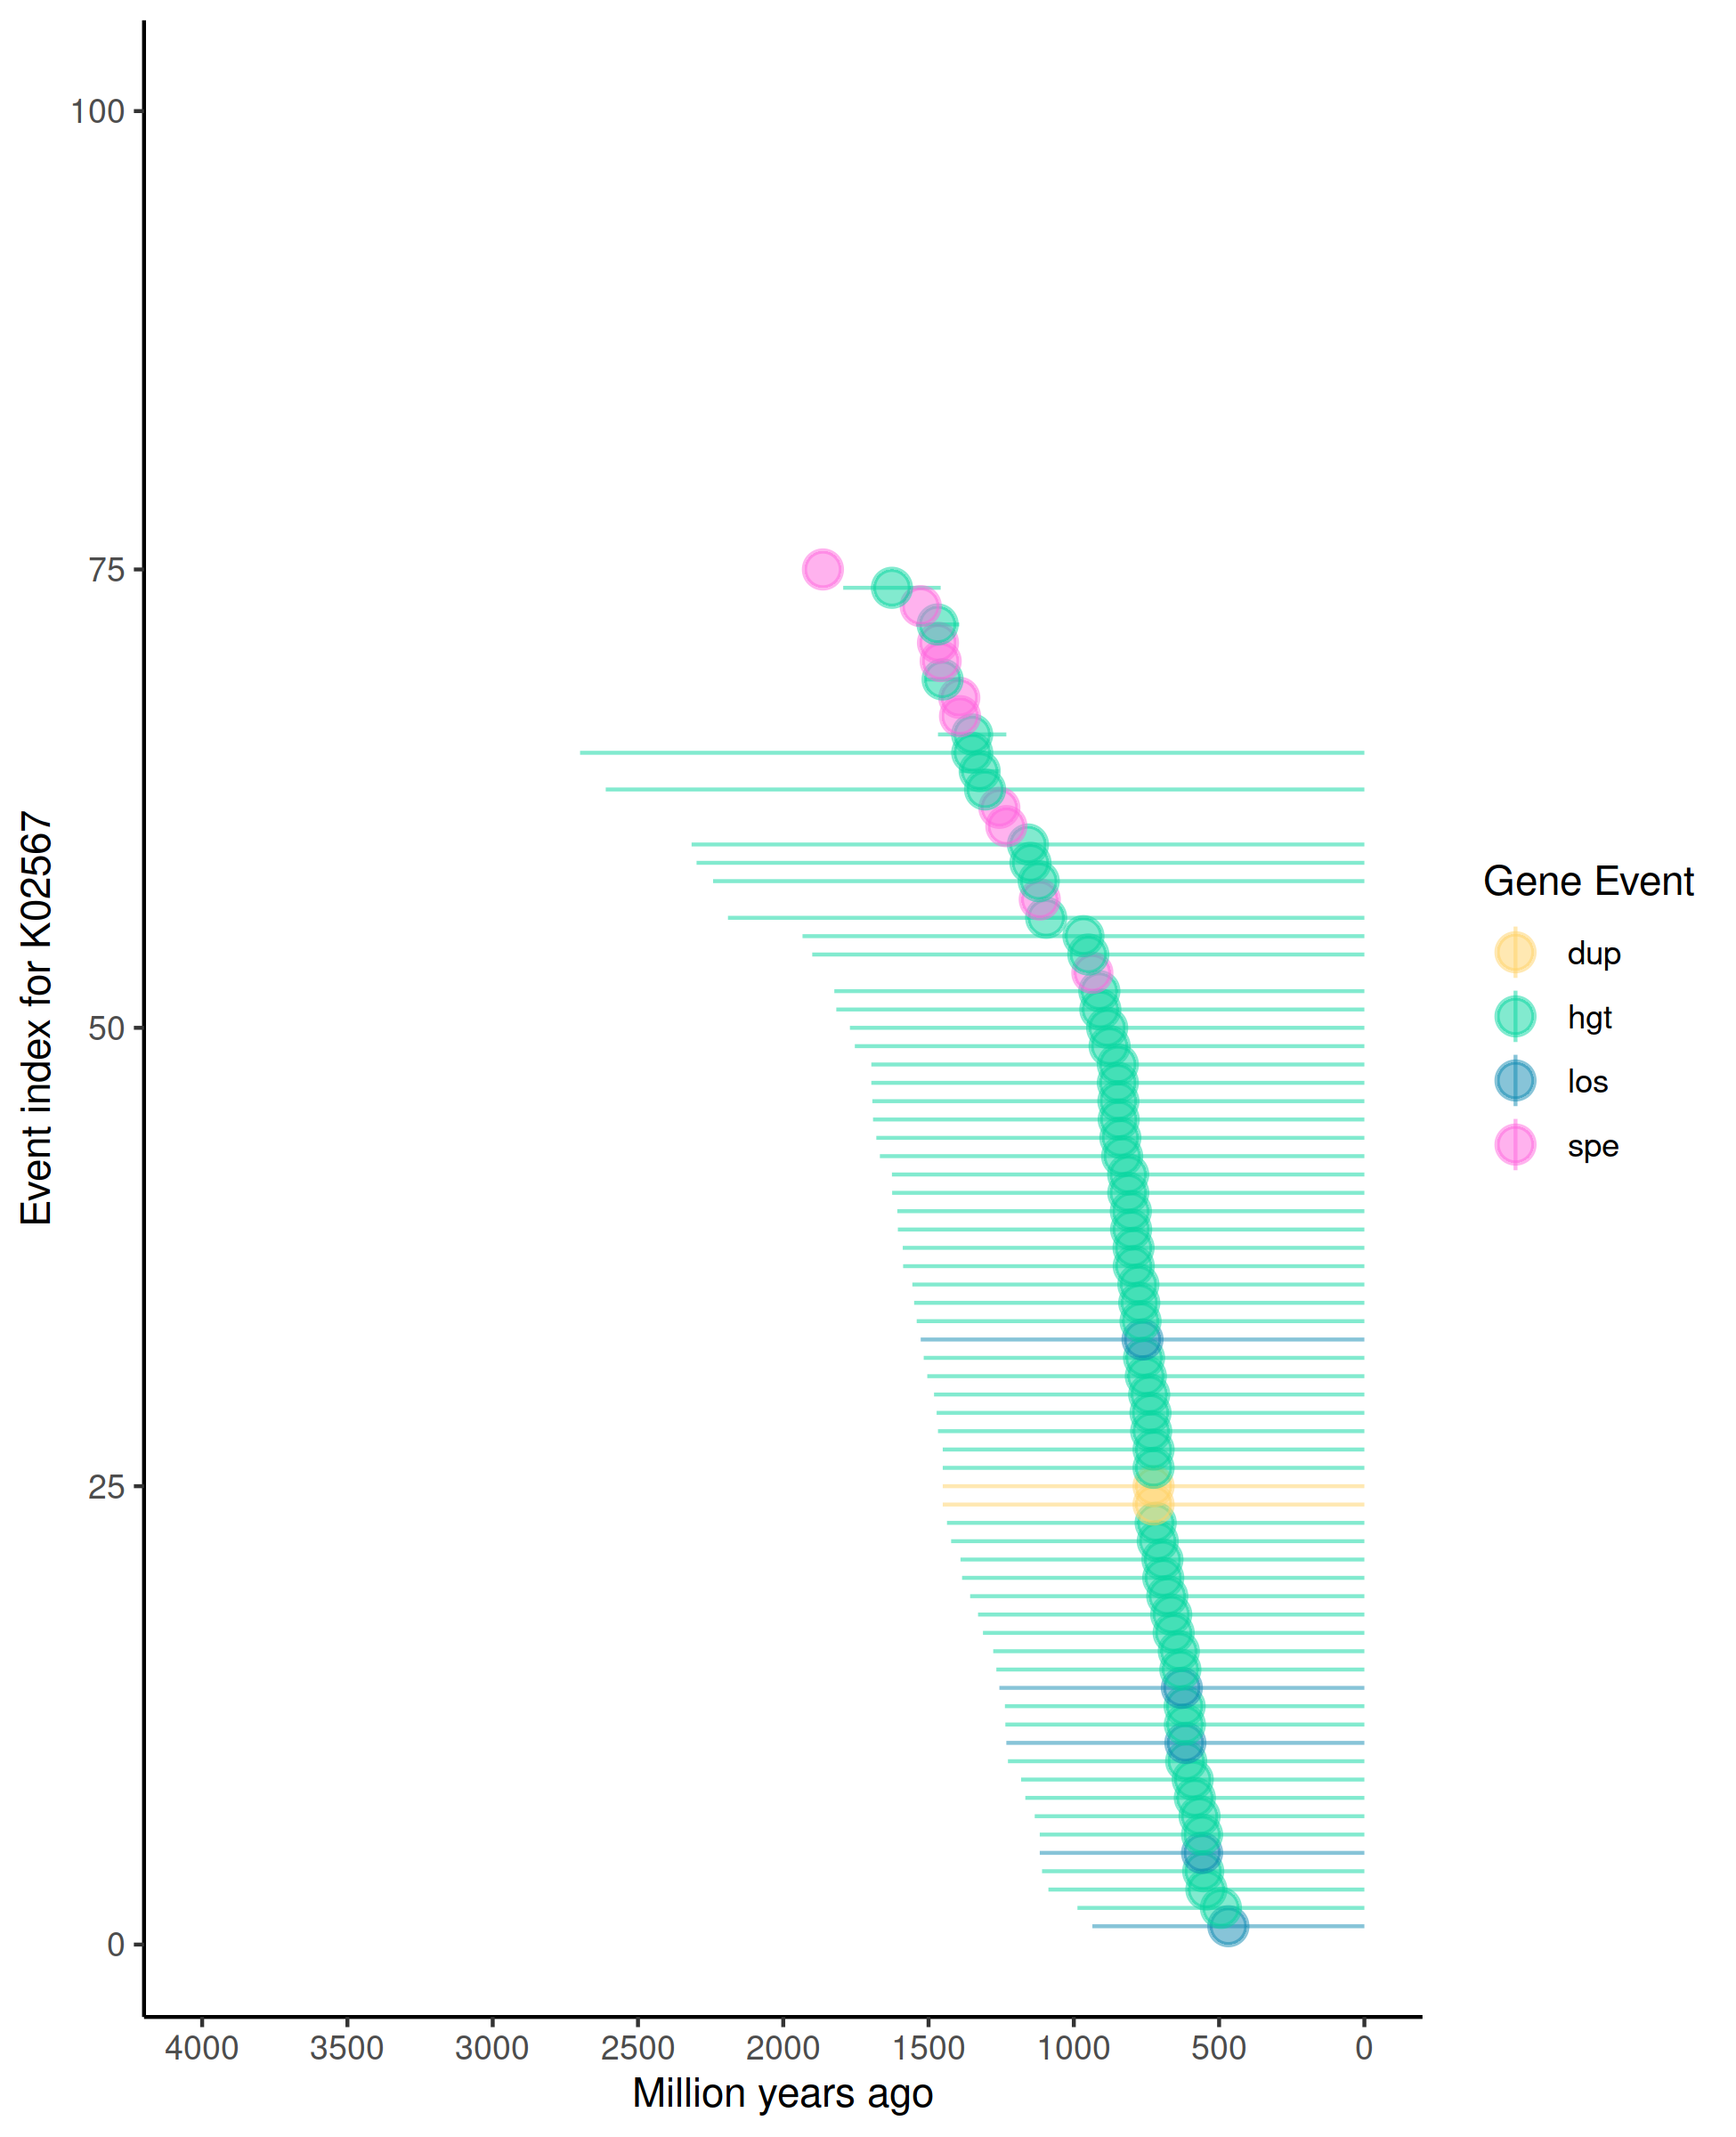 Event index for K02567
100
75
50
25
0
4000 3500 3000 2500 2000 1500 1000 500 0
Million years ago
Gene Event
dup
hgt
los
spe